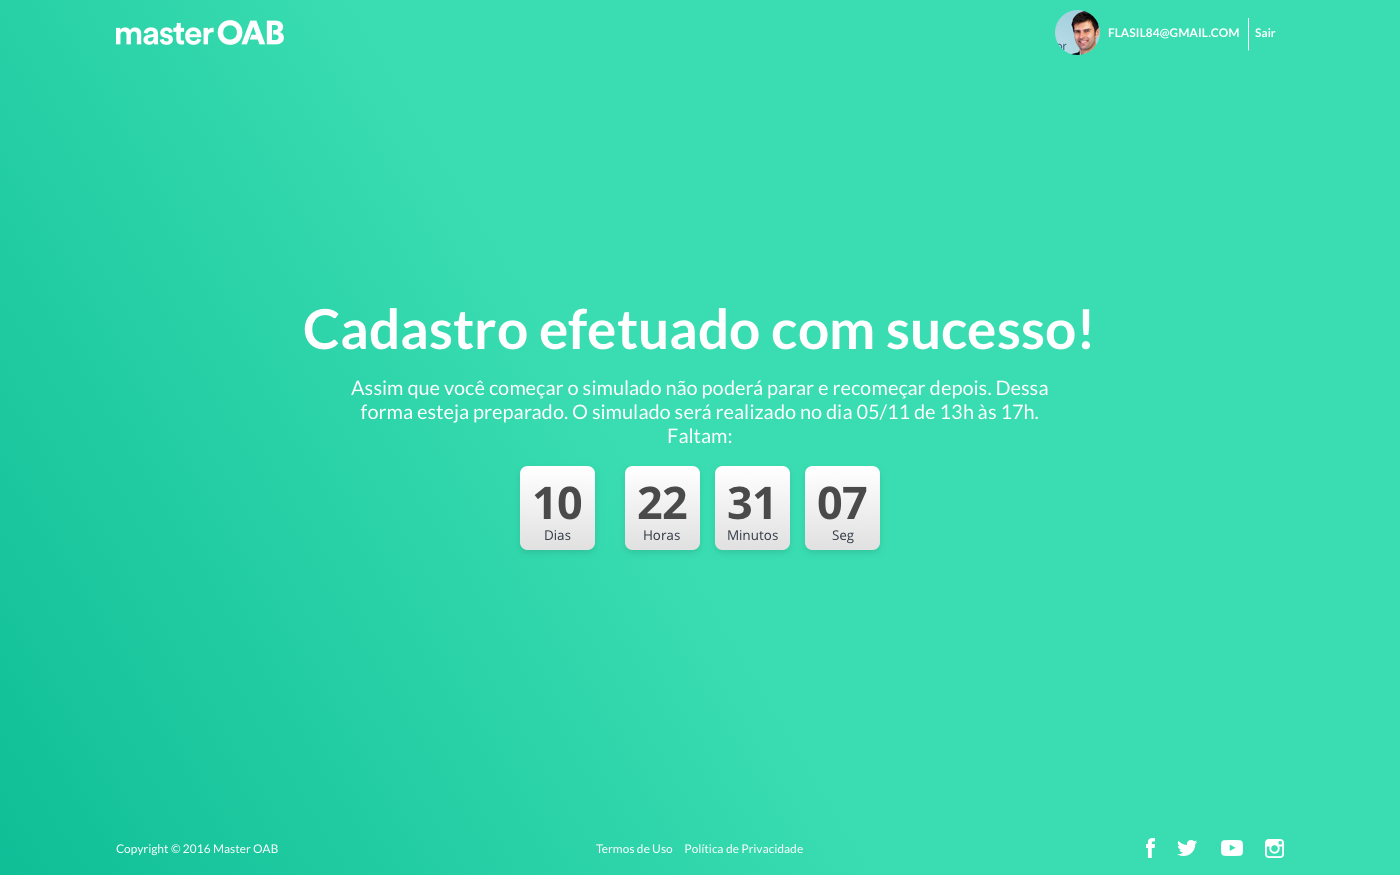 master OAB
FLASIL84@GMAIL.COM Sair
Cadastro efetuado com sucesso!
Assim que você começar o simulado não poderá parar e recomeçar depois. Dessa
forma esteja preparado. O simulado será realizado no dia 05/11 de 13h às 17h.
Faltam:
10 22 31 07
Dias Horas Minutos Seg
Copyright © 2016 Master OAB Termos de Uso Política de Privacidade